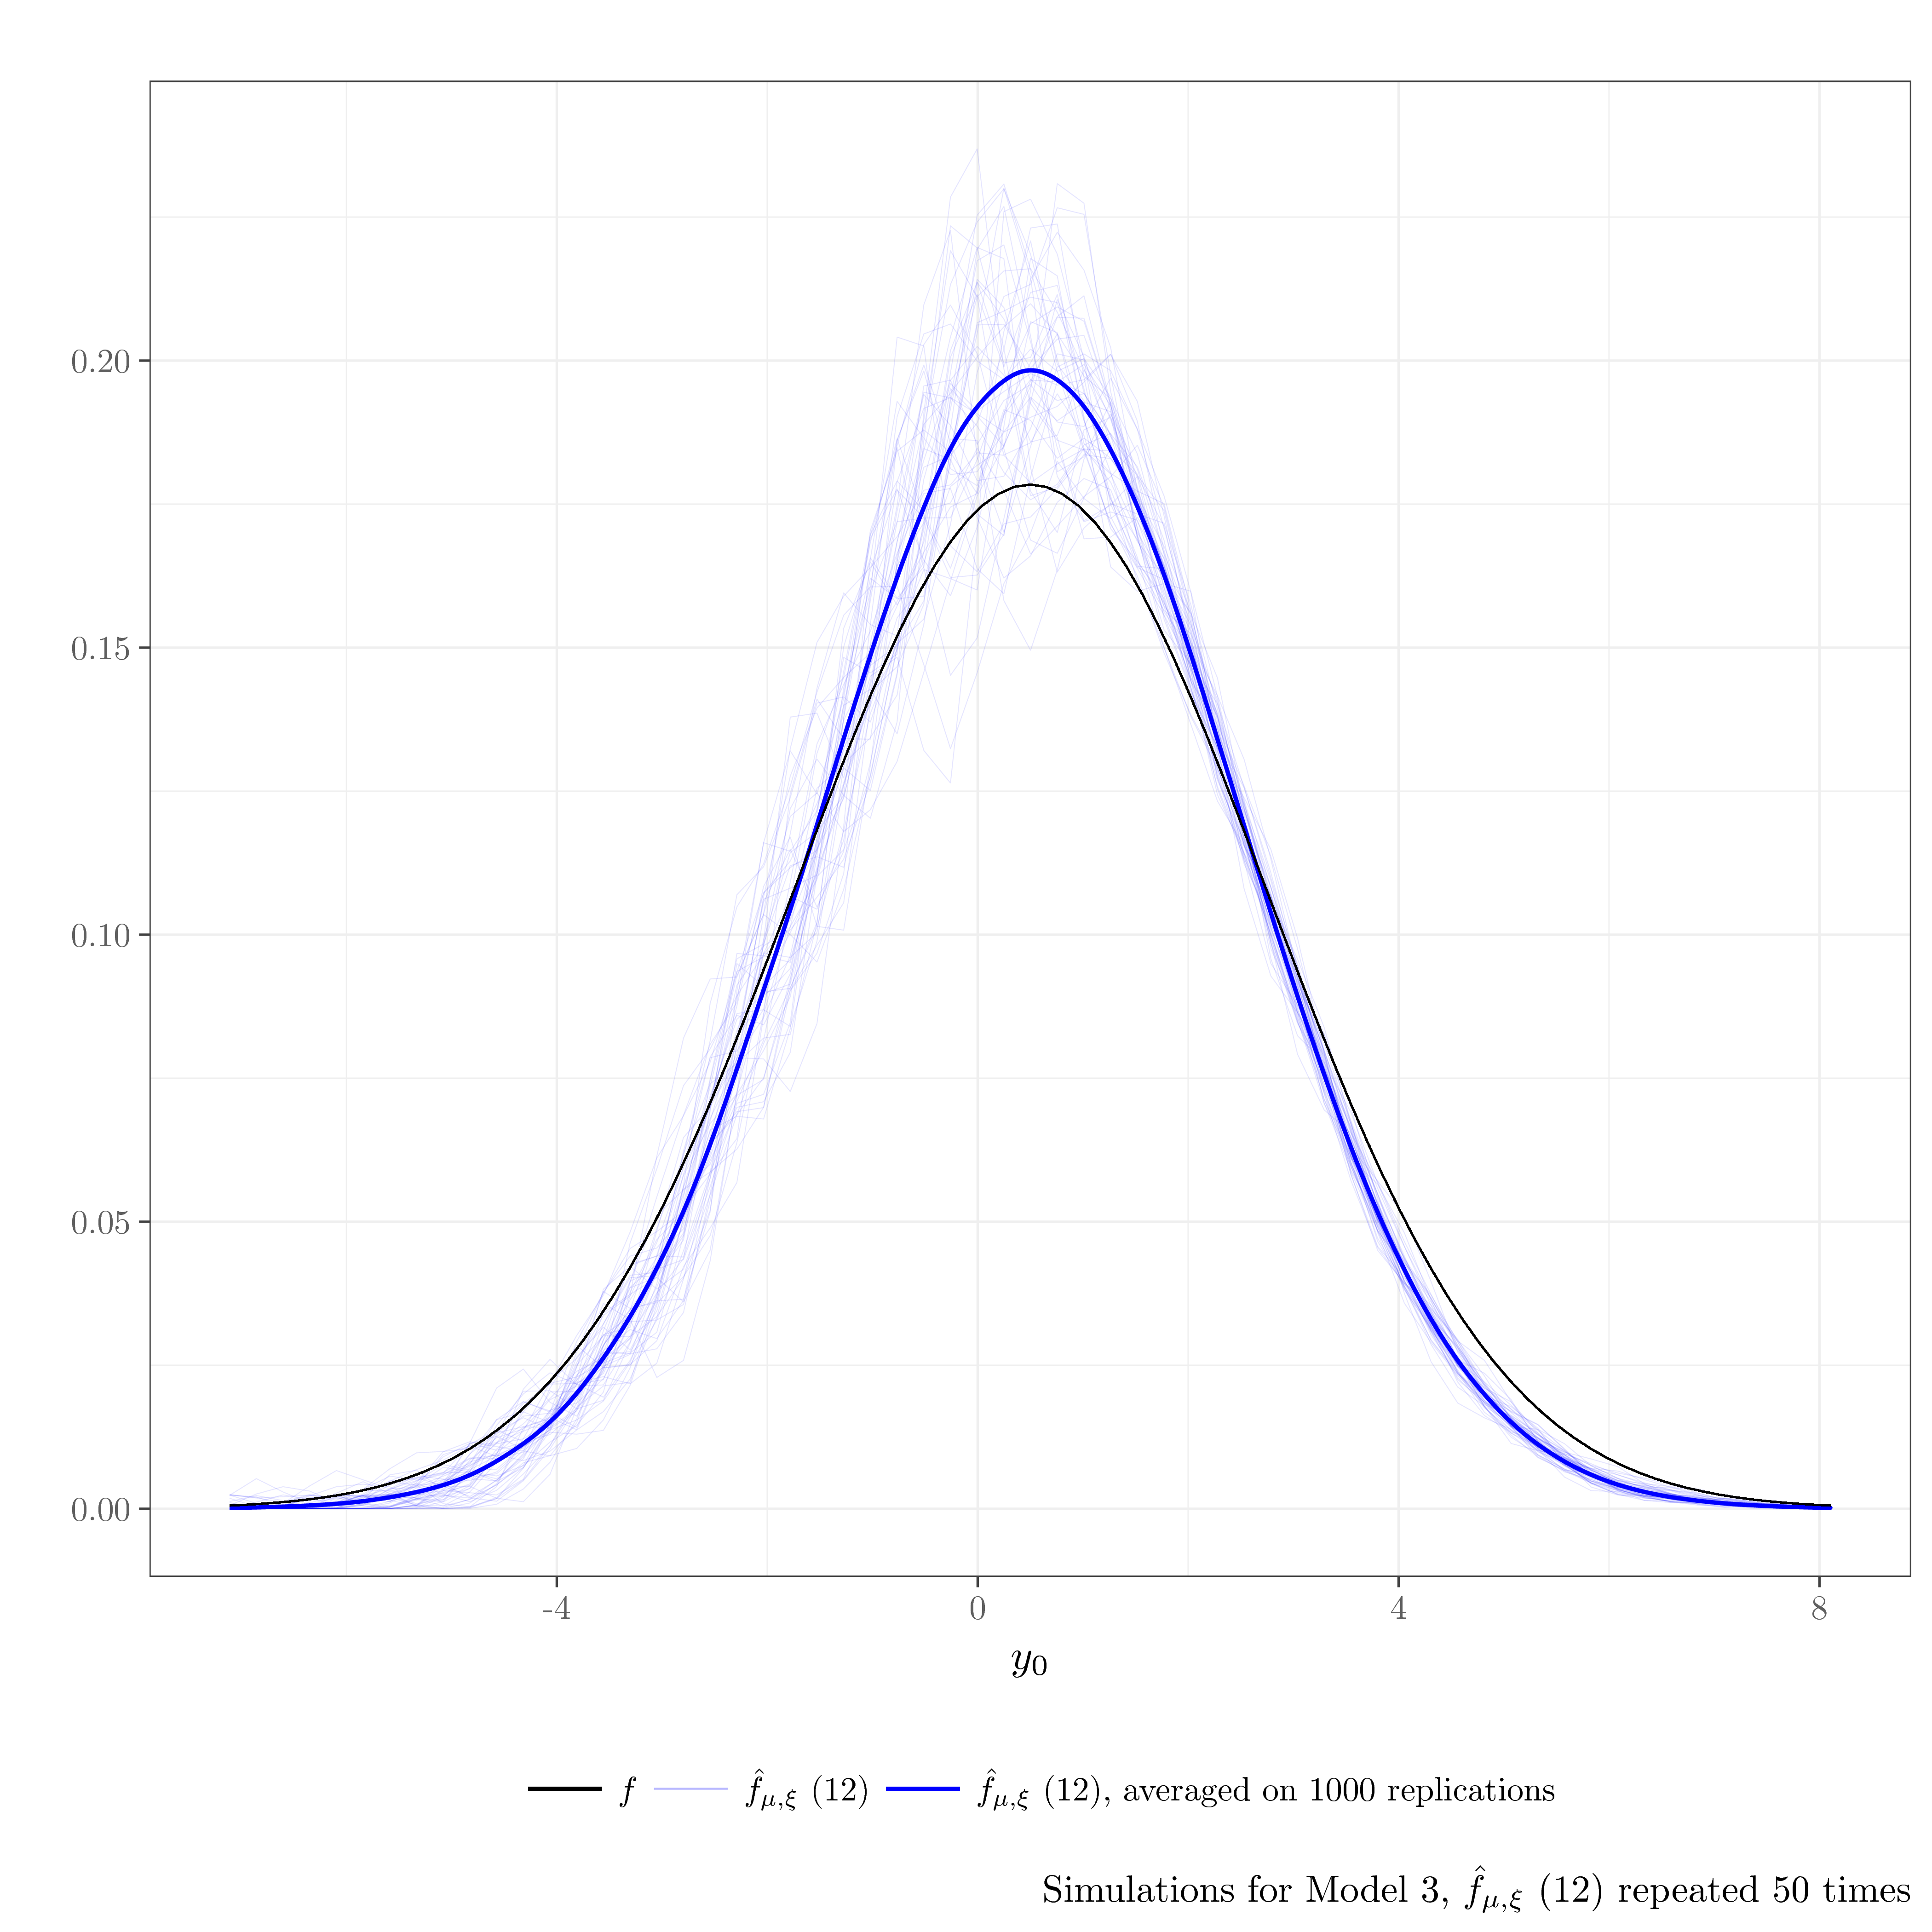 0.20
0.15
0.10
0.05
0.00
-4 0 4 8
y₀
f f̂μ,ξ (12) f̂μ,ξ (12), averaged on 1000 replications
Simulations for Model 3, f̂μ,ξ (12) repeated 50 times